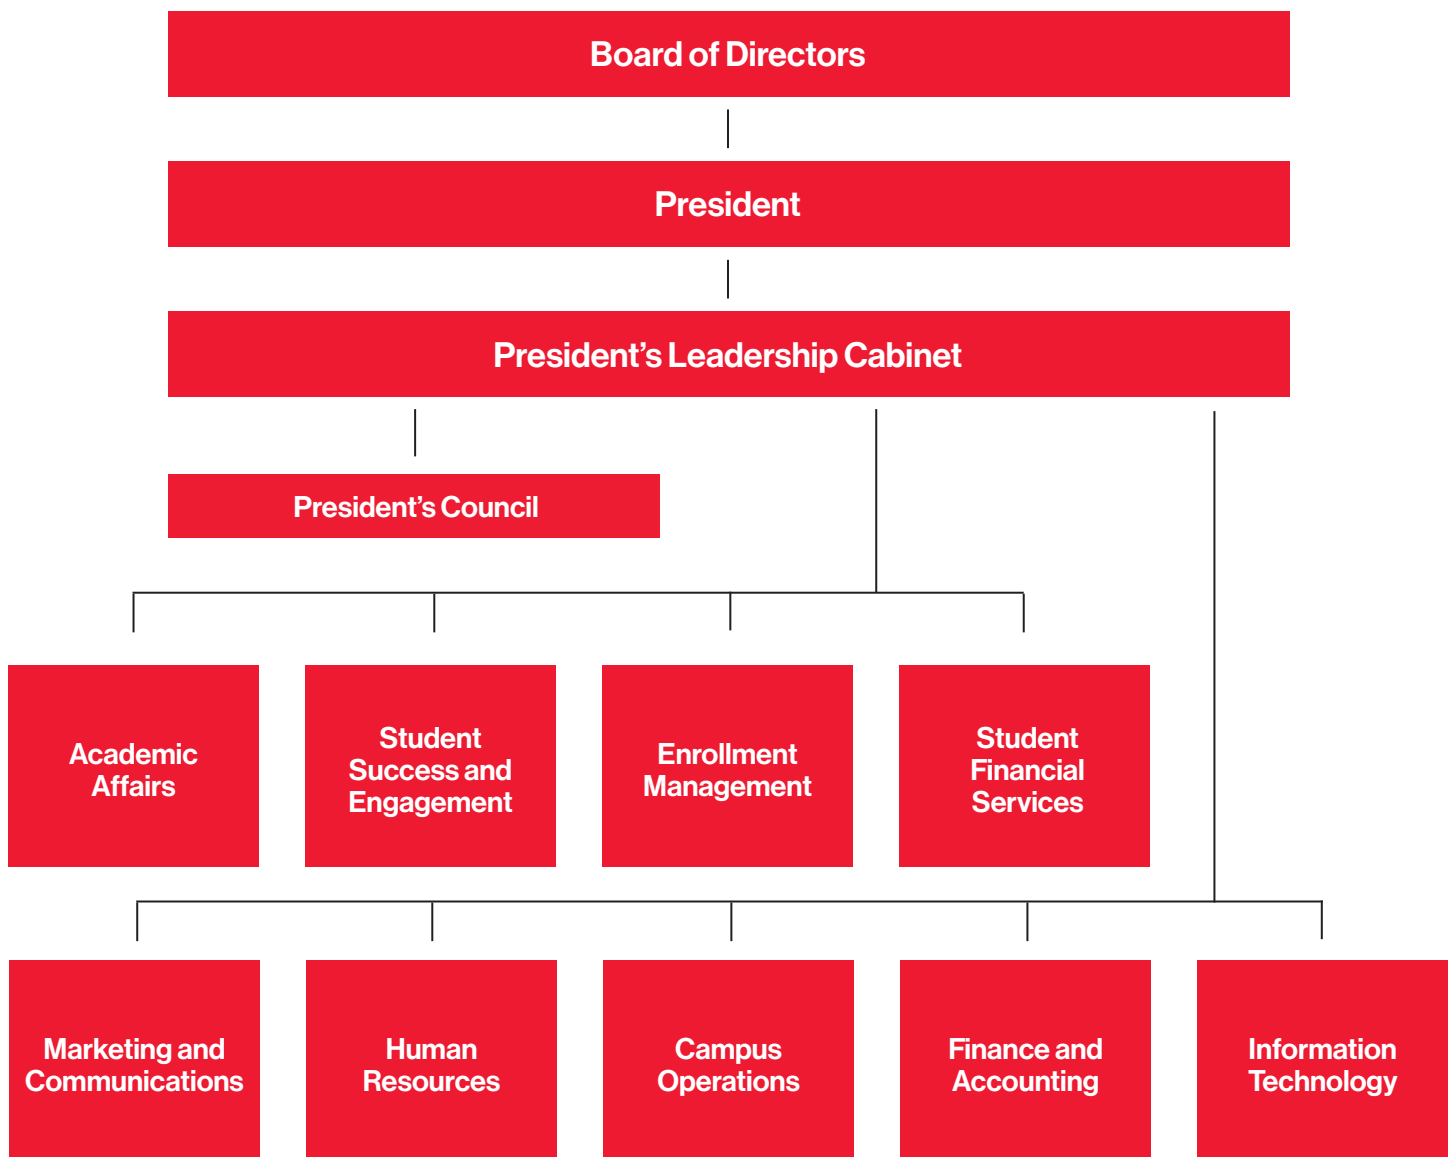 Board of Directors
President
President’s Leadership Cabinet
President’s Council
Academic
Affairs
Student
Success and
Engagement
Enrollment
Management
Student
Financial
Services
Marketing and
Communications
Human
Resources
Campus
Operations
Finance and
Accounting
Information
Technology